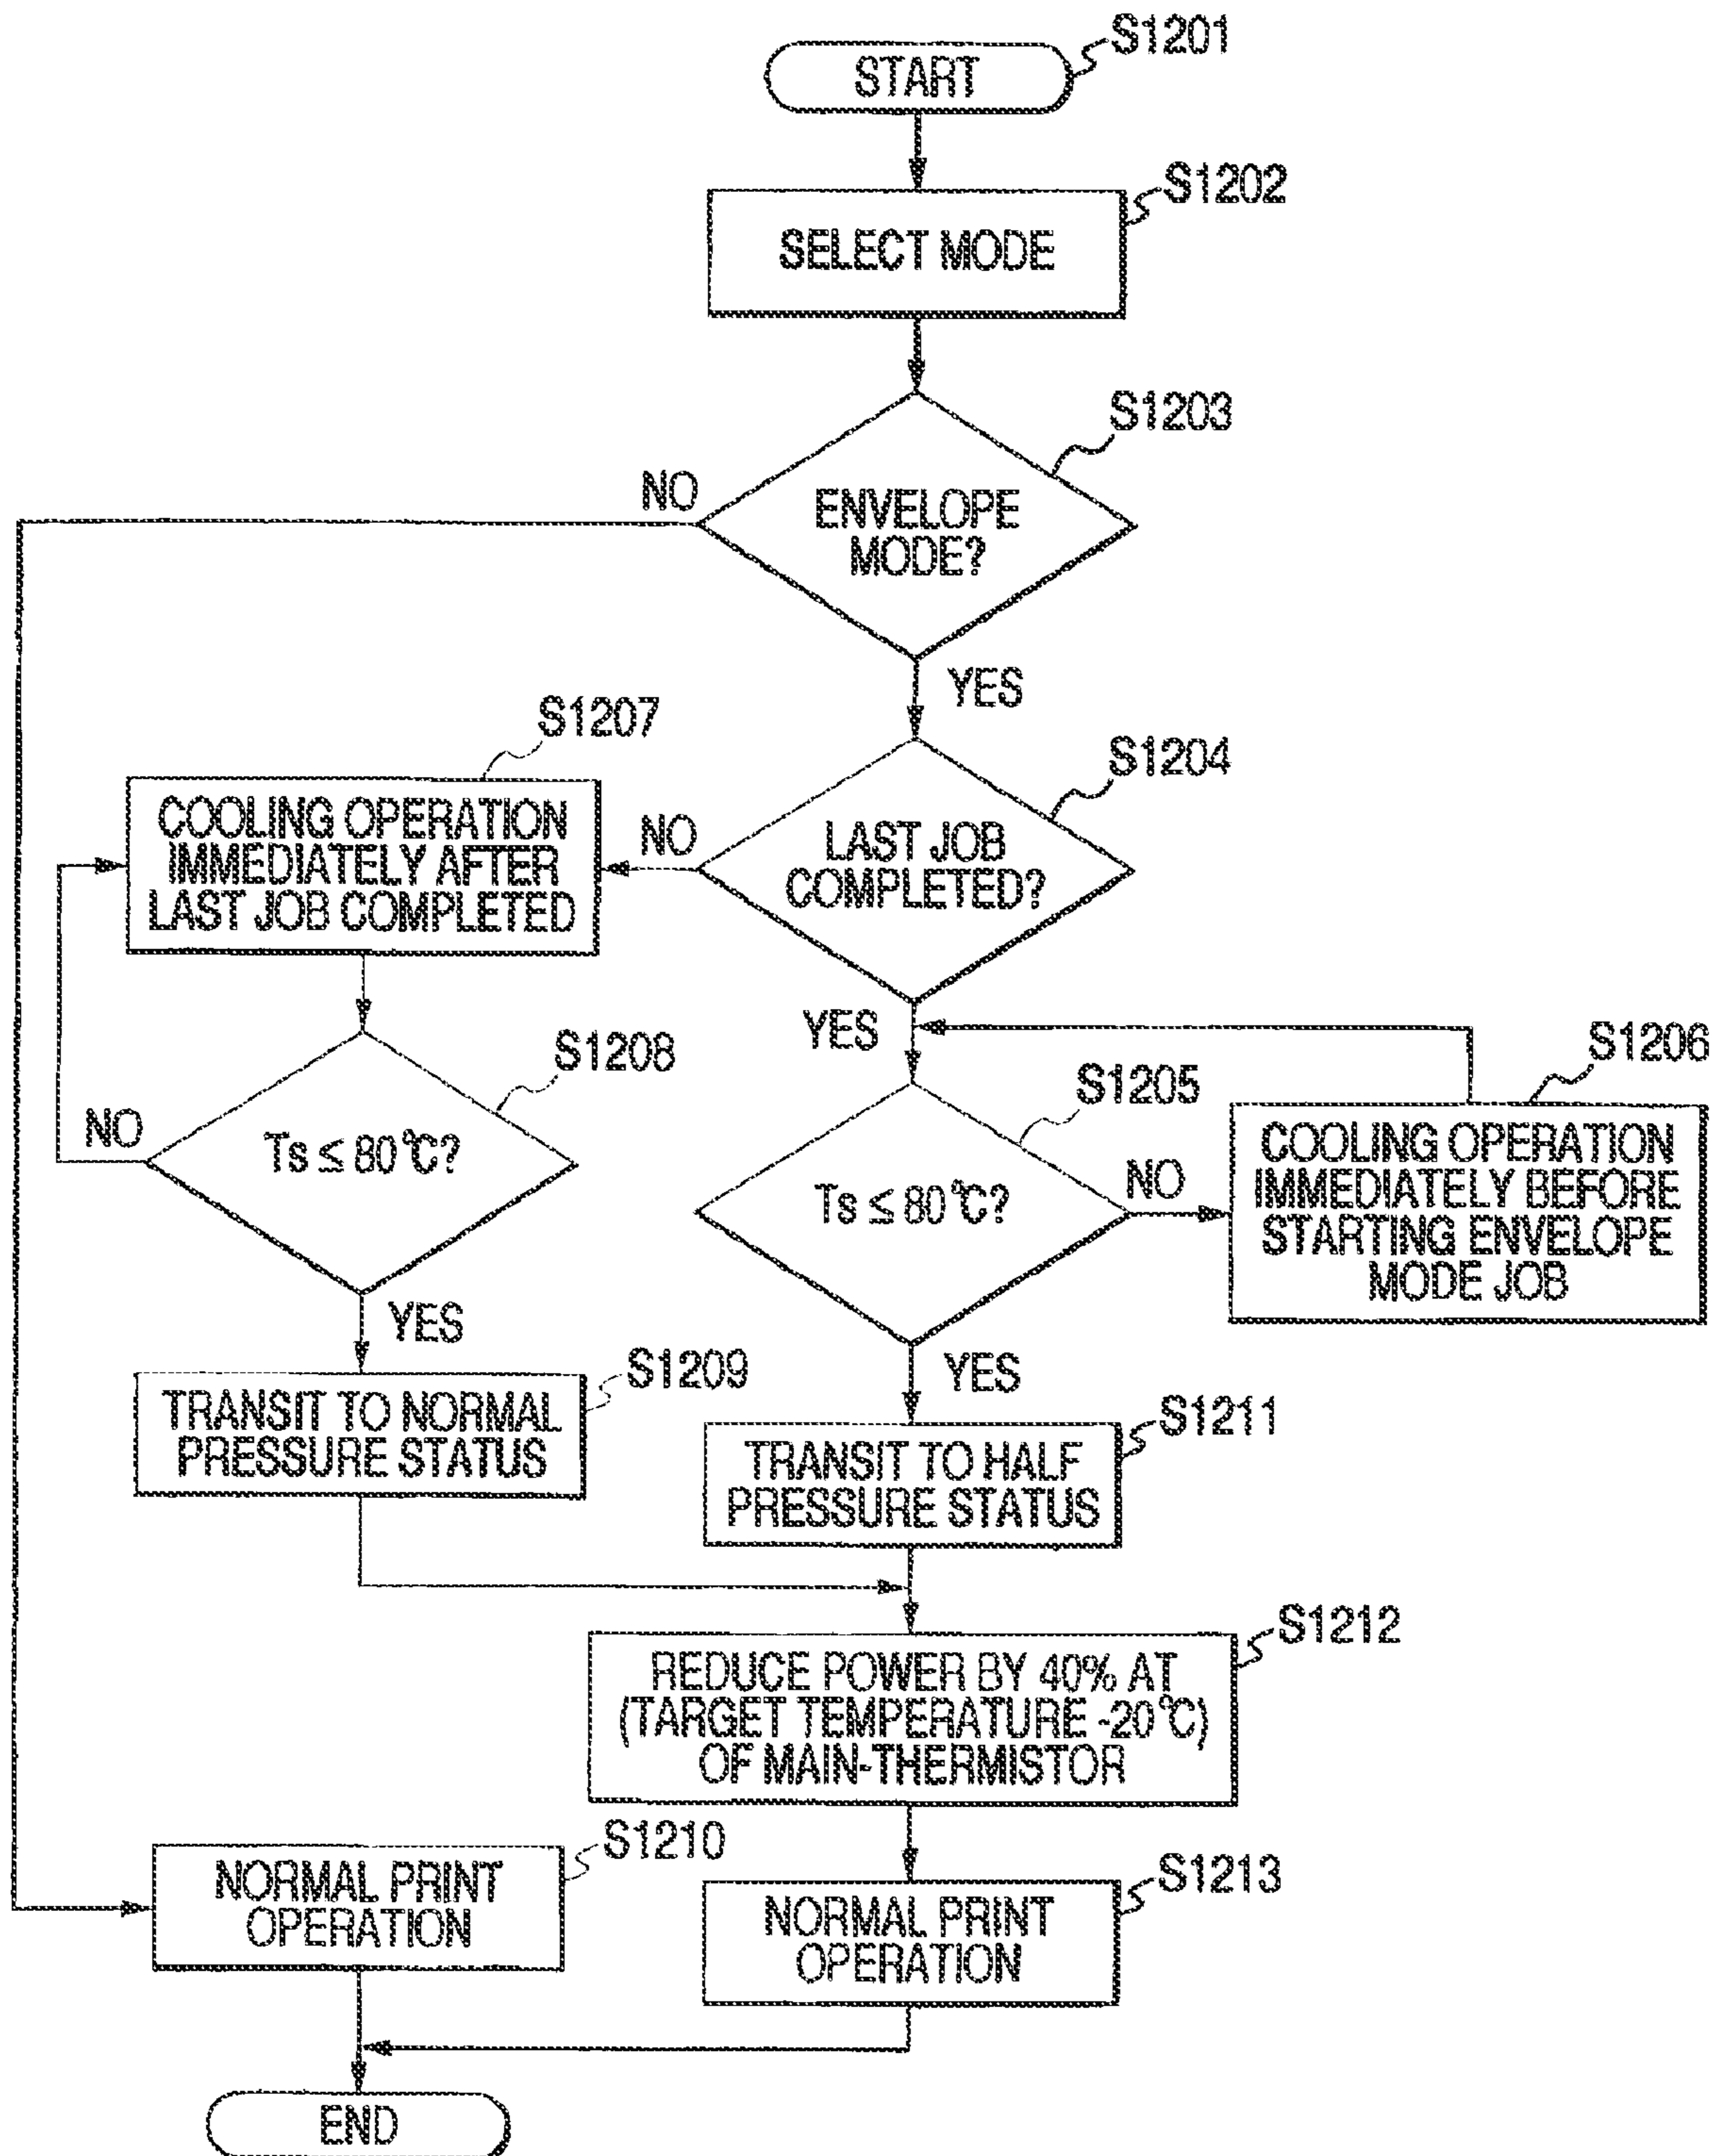 S1201
START
S1202
SELECT MODE
S1203
NO
ENVELOPE
MODE?
YES
S1207
S1204
COOLING OPERATION
IMMEDIATELY AFTER
LAST JOB COMPLETED
NO
LAST JOB
COMPLETED?
YES
S1208
S1206
S1205
NO
Ts ≤ 80°C?
Ts ≤ 80°C?
NO
COOLING OPERATION
IMMEDIATELY BEFORE
STARTING ENVELOPE
MODE JOB
YES
S1209
YES
S1211
TRANSIT TO NORMAL
PRESSURE STATUS
TRANSIT TO HALF
PRESSURE STATUS
S1212
REDUCE POWER BY 40% AT
(TARGET TEMPERATURE -20°C)
OF MAIN-THERMISTOR
S1210
NORMAL PRINT
OPERATION
S1213
NORMAL PRINT
OPERATION
END